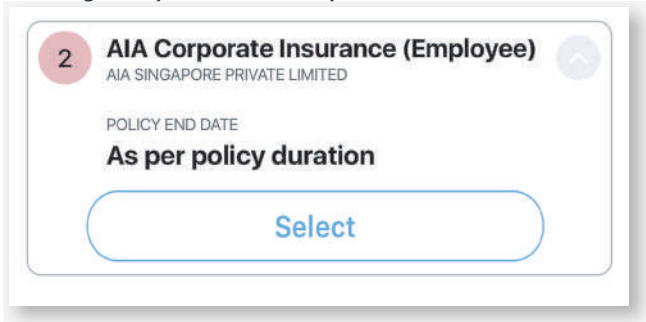 2
AIA Corporate Insurance (Employee)
AIA SINGAPORE PRIVATE LIMITED
POLICY END DATE
As per policy duration
Select